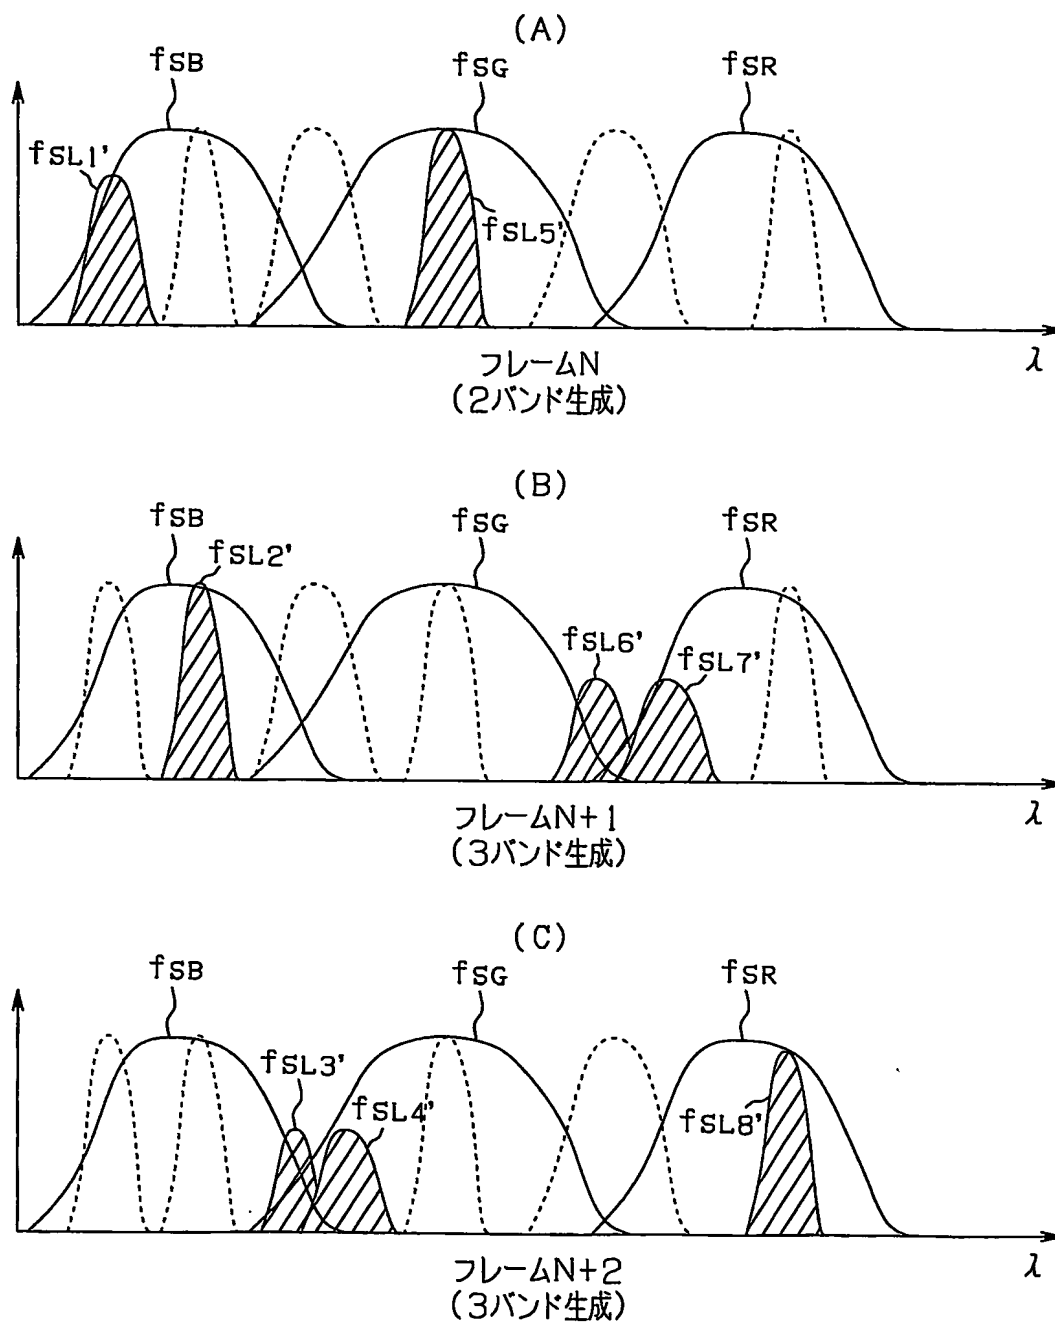 (A)
fSB
fSG
fSR
fSL1'
fSL5
λ
フレームN
(2バンド生成)
(B)
fSB
fSG
fSR
fSL2'
fSL6'
fSL7'
λ
フレームN+1
(3バンド生成)
(C)
fSB
fSG
fSR
fSL3'
fSL4'
fSL8'
λ
フレームN+2
(3バンド生成)